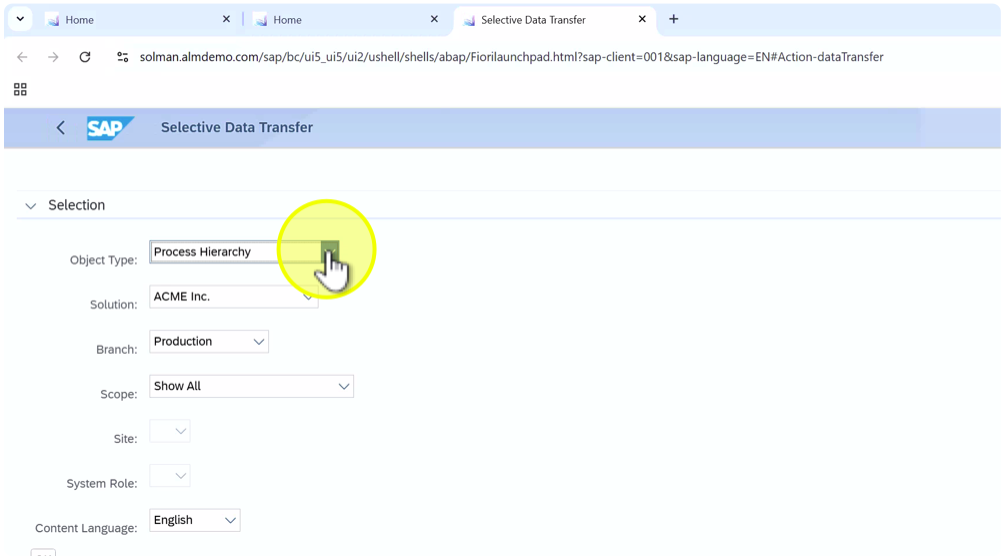 Home
Home
Selective Data Transfer
solman.almdemo.com/sap/bc/ui5_ui5/ui2/ushell/shells/abap/Fiorilaunchpad.html?sap-client=001&sap-language=EN#Action-dataTransfer
SAP Selective Data Transfer
Selection
Object Type: Process Hierarchy
Solution: ACME Inc.
Branch: Production
Scope: Show All
Site:
System Role:
Content Language: English